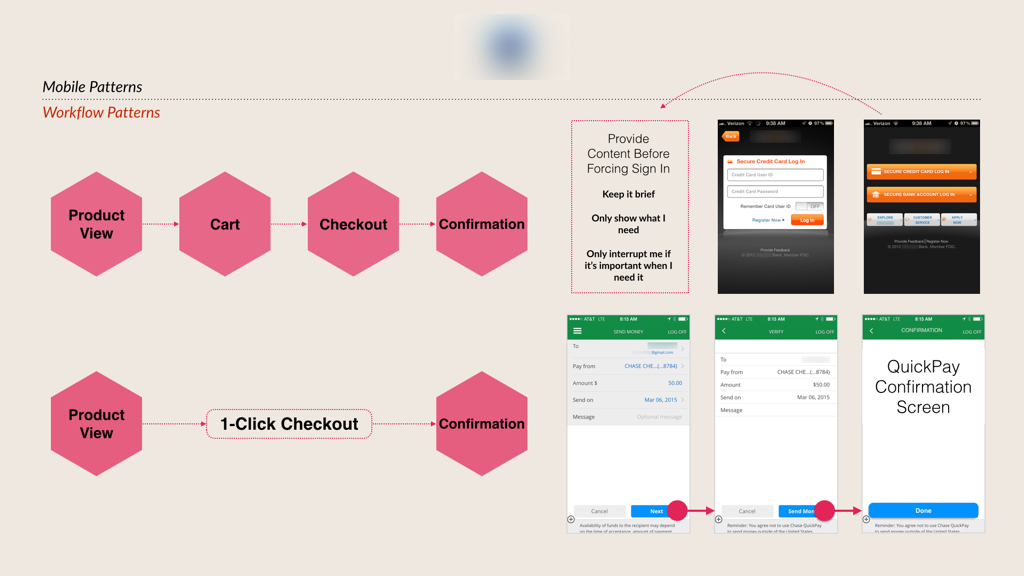 Mobile Patterns
Workflow Patterns
Product
View
Cart
Checkout
Confirmation
Product
View
1-Click Checkout
Confirmation
Provide
Content Before
Forcing Sign In
Keep it brief
Only show what I
need
Only interrupt me if
it's important when I
need it
Verizon 9:38 AM 97%
Back
Secure Credit Card Log In
Credit Card User ID
Credit Card Password
Remember Card User ID OFF
Register Now Log In
Provide Feedback
Bank, Member FDIC
Verizon 9:38 AM 97%
SECURE CREDIT CARD LOG IN
SECURE BANK ACCOUNT LOG IN
EXPLORE
CUSTOMER
SERVICE
APPLY
NOW
Provide Feedback | Register Now
Bank, Member FDIC
AT&T LTE 8:15 AM
SEND MONEY LOG OFF
To
@gmail.com
Pay from CHASE CHE...(...8784)
Amount $ 50.00
Send on Mar 06, 2015
Message Optional message
Cancel Next
Availability of funds to the recipient may depend
on the time of acceptance, amount of payment
AT&T LTE 8:15 AM
VERIFY LOG OFF
To
Pay from CHASE CHE...(...8784)
Amount $50.00
Send on Mar 06, 2015
Message
Cancel Send Mon
Reminder: You agree not to use Chase QuickPay
to send money outside of the United States
AT&T LTE 8:15 AM
CONFIRMATION LOG OFF
QuickPay
Confirmation
Screen
Done
Reminder: You agree not to use Chase QuickPay
to send money outside of the United States